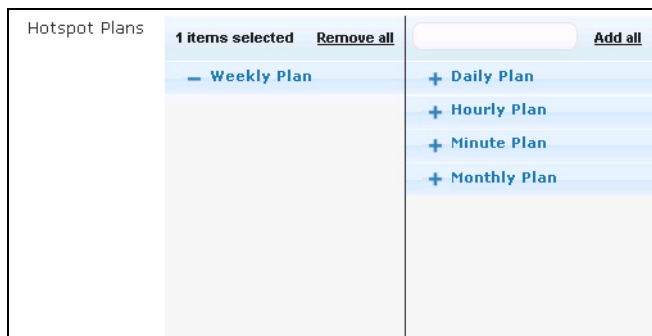 Hotspot Plans
1 items selected Remove all
Add all
Weekly Plan
Daily Plan
Hourly Plan
Minute Plan
Monthly Plan